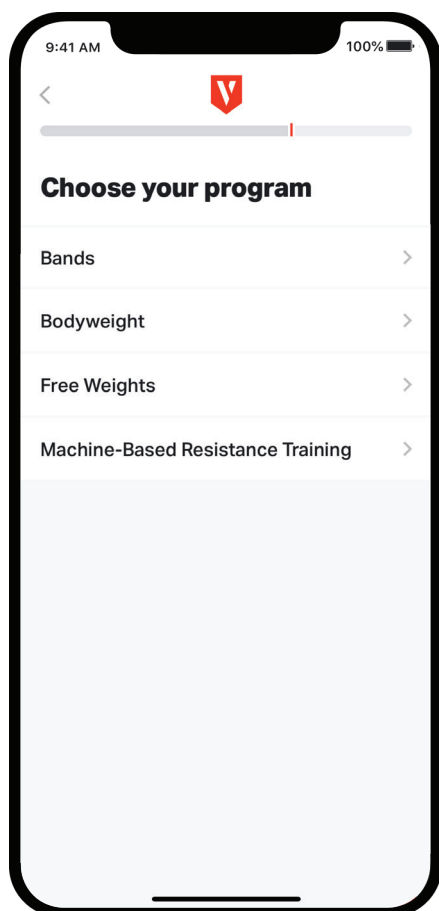 9:41 AM 100%
Choose your program
Bands
Bodyweight
Free Weights
Machine-Based Resistance Training